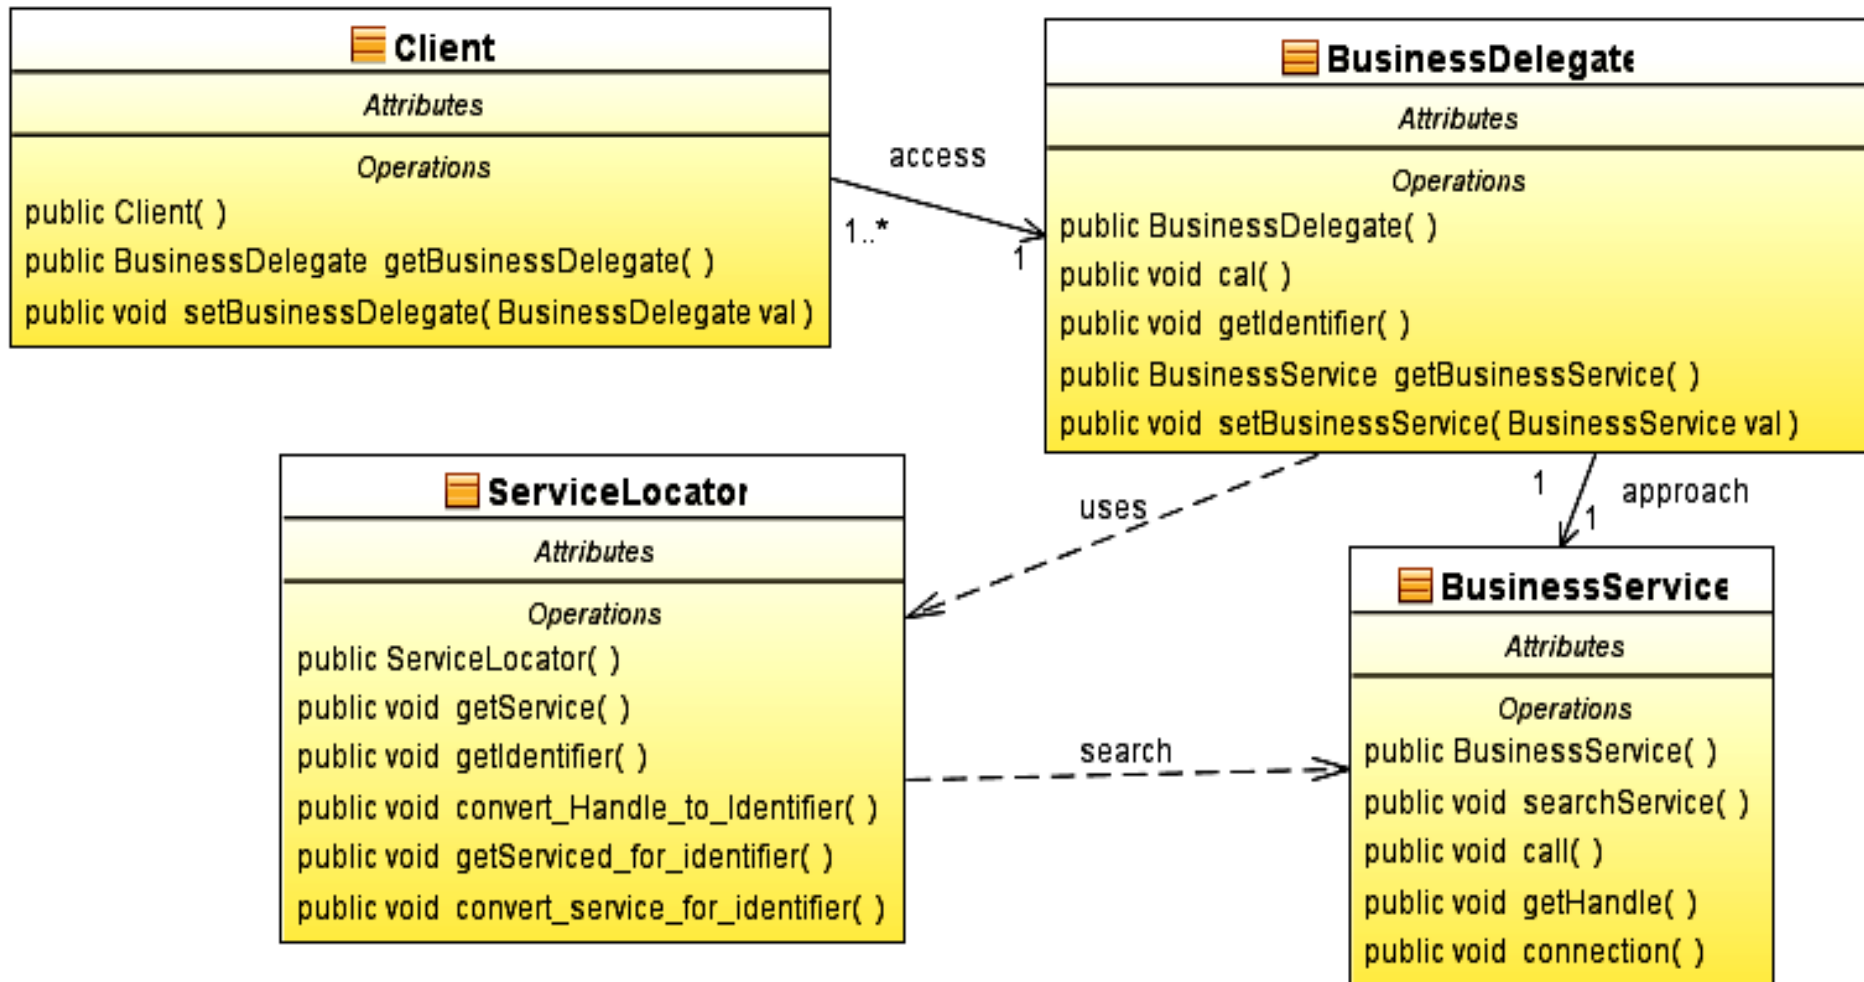 Client
Attributes
Operations
public Client( )
public BusinessDelegate getBusinessDelegate( )
public void setBusinessDelegate( BusinessDelegate val )
access
1..*
1
BusinessDelegate
Attributes
Operations
public BusinessDelegate( )
public void cal( )
public void getIdentifier( )
public BusinessService getBusinessService( )
public void setBusinessService( BusinessService val )
uses
1
approach
1
ServiceLocator
Attributes
Operations
public ServiceLocator( )
public void getService( )
public void getIdentifier( )
public void convert_Handle_to_Identifier( )
public void getServiced_for_identifier( )
public void convert_service_for_identifier( )
search
BusinessService
Attributes
Operations
public BusinessService( )
public void searchService( )
public void call( )
public void getHandle( )
public void connection( )